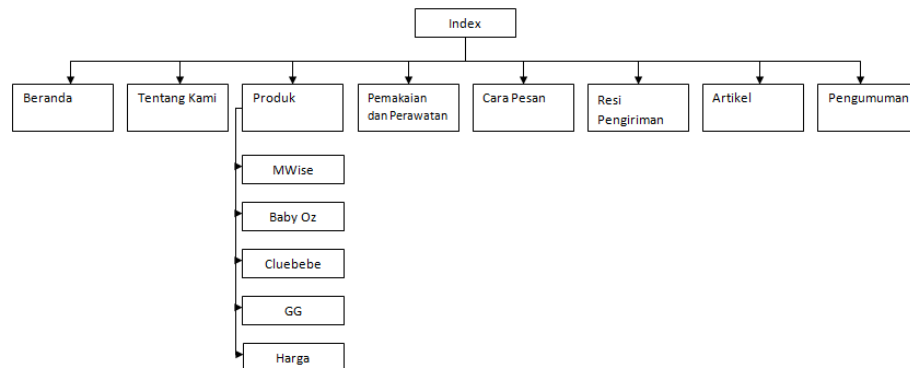 Index
Beranda
Tentang Kami
Produk
Pemakaian
dan Perawatan
Cara Pesan
Resi
Pengiriman
Artikel
Pengumuman
MWise
Baby Oz
Cluebebe
GG
Harga